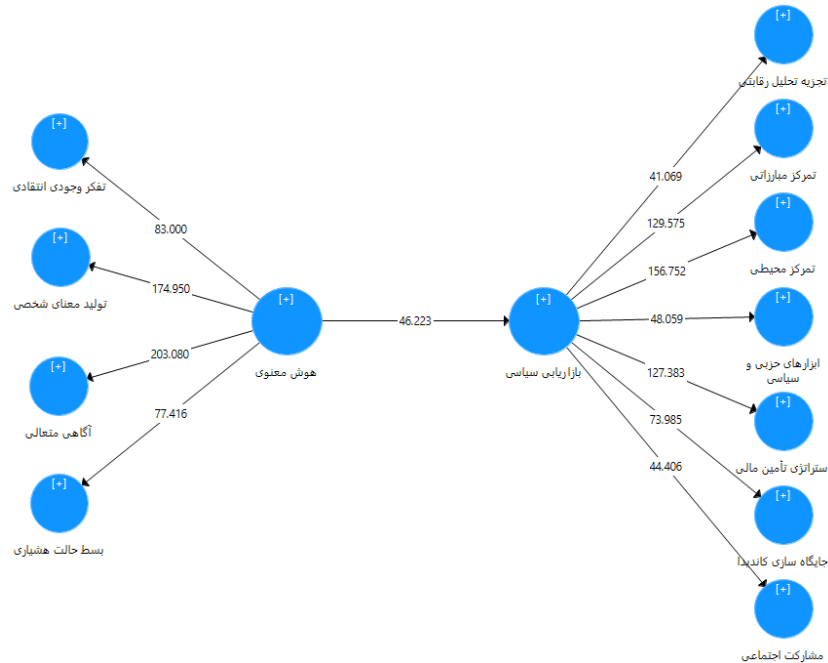 [+]
تجزیه تحلیل رقابتی
[+]
تمرکز مبارزاتی
[+]
تمرکز محیطی
[+]
ابزارهای حزبی و
سیاسی
[+]
ستراتژی تأمین مالی
[+]
جایگاه سازی کاندیدا
[+]
مشارکت اجتماعی
41.069
129.575
156.752
48.059
127.383
73.985
44.406
[+]
بازاریابی سیاسی
46.223
[+]
هوش معنوی
83.000
174.950
203.080
77.416
[+]
تفکر وجودی انتقادی
[+]
تولید معنای شخصی
[+]
آگاهی متعالی
[+]
بسط حالت هشیاری